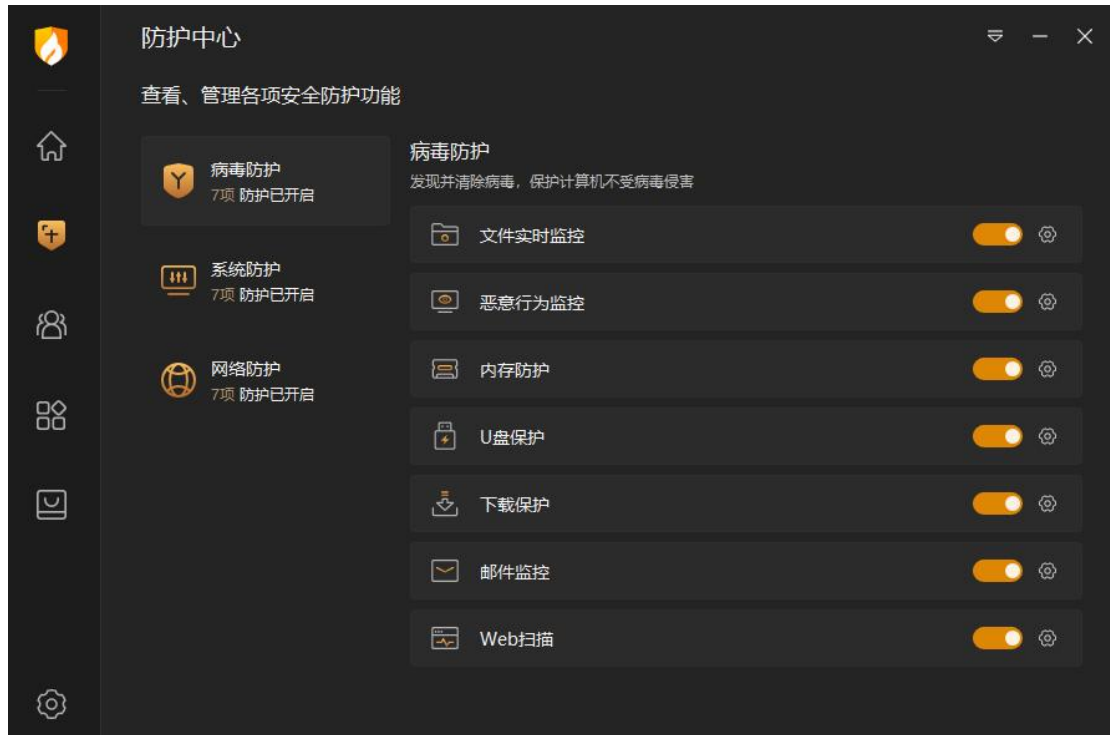 防护中心
查看、管理各项安全防护功能
病毒防护
7项 防护已开启
系统防护
7项 防护已开启
网络防护
7项 防护已开启
病毒防护
发现并清除病毒，保护计算机不受病毒侵害
文件实时监控
恶意行为监控
内存防护
U盘保护
下载保护
邮件监控
Web扫描